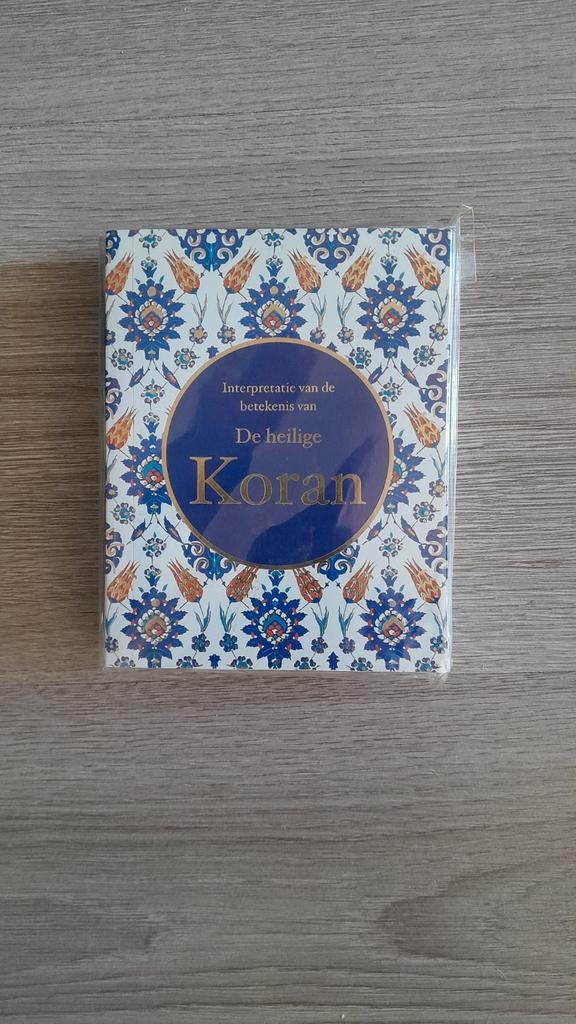 Interpretatie van de
betekenis van
De heilige
Koran